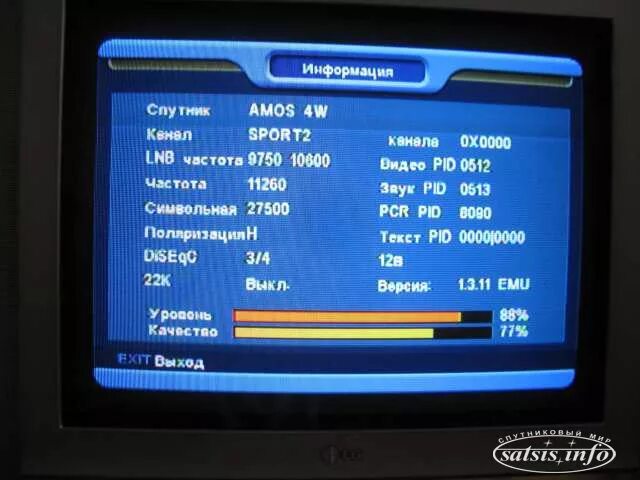 Информация
Спутник AMOS 4W
Канал SPORT2 канала 0X0000
LNB частота 9750 10600 Видео PID 0512
Частота 11260 Звук PID 0513
Символьная 27500 PCR PID 8090
Поляризация H Текст PID 0000|0000
DiSEqC 3/4 12в
22K Выкл. Версия: 1.3.11 EMU
Уровень 88%
Качество 77%
EXIT Выход
LG
СПУТНИКОВЫЙ МИР
satsis.info